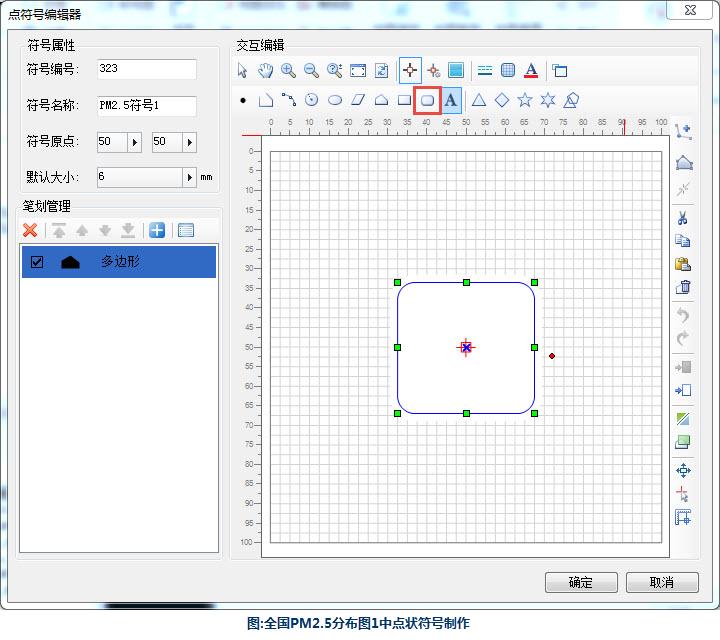 点符号编辑器
符号属性
符号编号: 323
符号名称: PM2.5符号1
符号原点: 50 50
默认大小: 6 mm
笔划管理
多边形
交互编辑
A
A
0 5 10 15 20 25 30 35 40 45 50 55 60 65 70 75 80 85 90 95 100
0
5
10
15
20
25
30
35
40
45
50
55
60
65
70
75
80
85
90
95
100
确定 取消
图:全国PM2.5分布图1中点状符号制作